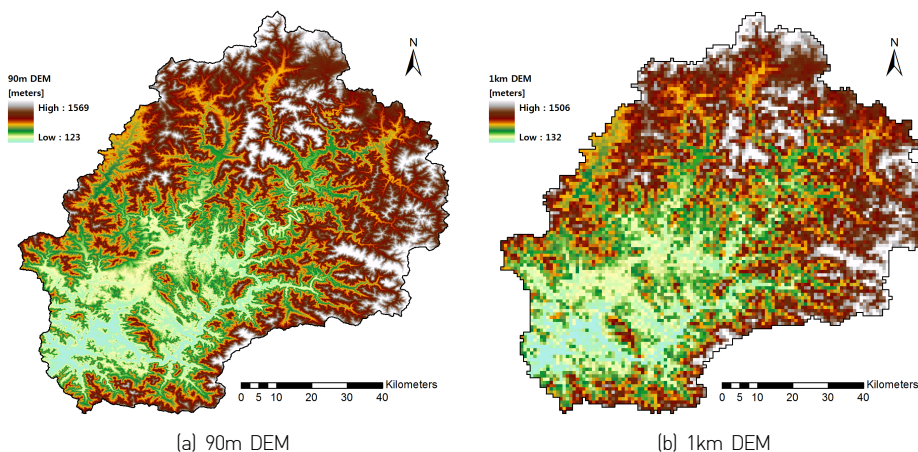 N
90m DEM
[meters]
High : 1569
Low : 123
Kilometers
0 5 10 20 30 40
(a) 90m DEM
N
1km DEM
[meters]
High : 1506
Low : 132
Kilometers
0 5 10 20 30 40
(b) 1km DEM